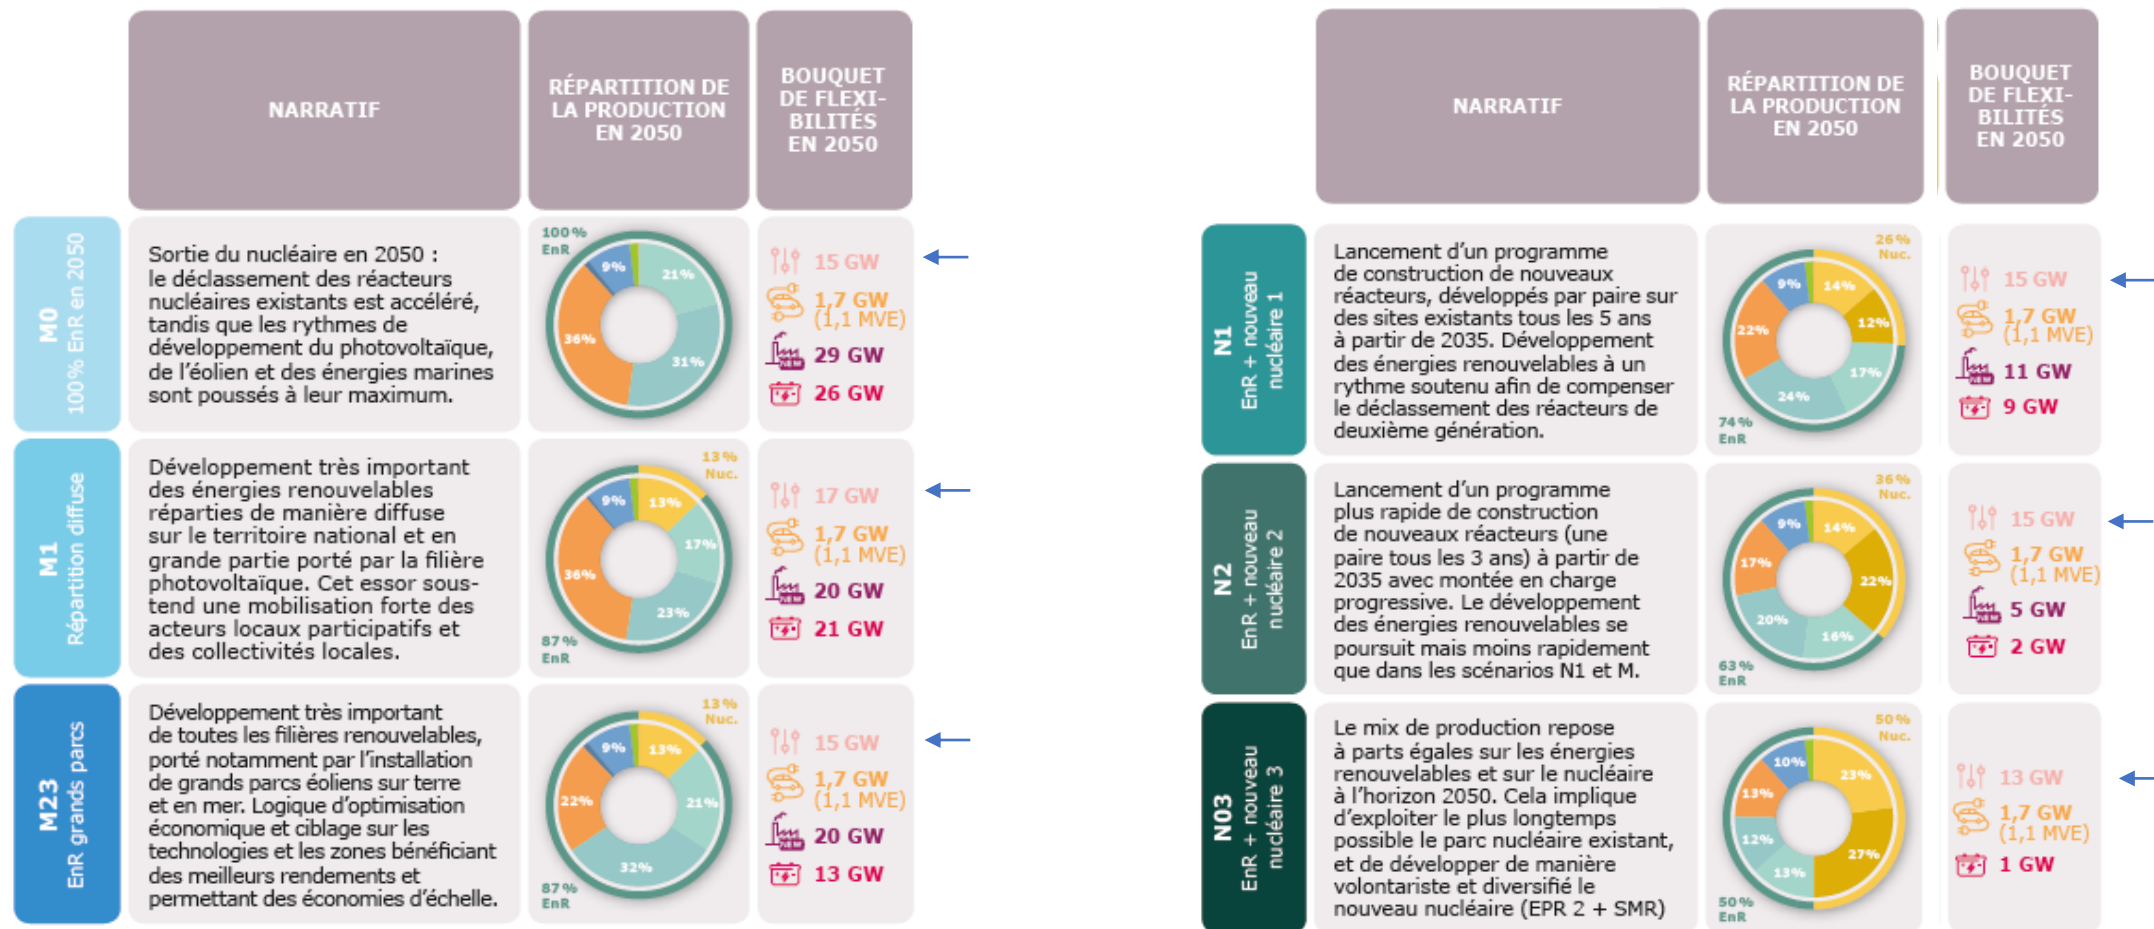 NARRATIF
RÉPARTITION DE
LA PRODUCTION
EN 2050
BOUQUET
DE FLEXI-
BILITÉS
EN 2050
M0
100% EnR en 2050
Sortie du nucléaire en 2050 :
le déclassement des réacteurs
nucléaires existants est accéléré,
tandis que les rythmes de
développement du photovoltaïque,
de l'éolien et des énergies marines
sont poussés à leur maximum.
100%
EnR
9%
21%
36%
31%
15 GW
1,7 GW
(1,1 MVE)
29 GW
26 GW
M1
Répartition diffuse
Développement très important
des énergies renouvelables
réparties de manière diffuse
sur le territoire national et en
grande partie porté par la filière
photovoltaïque. Cet essor sous-
tend une mobilisation forte des
acteurs locaux participatifs et
des collectivités locales.
13%
Nuc.
9%
13%
17%
36%
23%
87%
EnR
17 GW
1,7 GW
(1,1 MVE)
20 GW
21 GW
M23
EnR grands parcs
Développement très important
de toutes les filières renouvelables,
porté notamment par l'installation
de grands parcs éoliens sur terre
et en mer. Logique d'optimisation
économique et ciblage sur les
technologies et les zones bénéficiant
des meilleurs rendements et
permettant des économies d'échelle.
13%
Nuc.
9%
13%
22%
21%
32%
87%
EnR
15 GW
1,7 GW
(1,1 MVE)
20 GW
13 GW
NARRATIF
RÉPARTITION DE
LA PRODUCTION
EN 2050
BOUQUET
DE FLEXI-
BILITÉS
EN 2050
N1
EnR + nouveau
nucléaire 1
Lancement d'un programme
de construction de nouveaux
réacteurs, développés par paire sur
des sites existants tous les 5 ans
à partir de 2035. Développement
des énergies renouvelables à un
rythme soutenu afin de compenser
le déclassement des réacteurs de
deuxième génération.
26%
Nuc.
9%
14%
22%
12%
17%
24%
74%
EnR
15 GW
1,7 GW
(1,1 MVE)
NEW
11 GW
9 GW
N2
EnR + nouveau
nucléaire 2
Lancement d'un programme
plus rapide de construction
de nouveaux réacteurs (une
paire tous les 3 ans) à partir de
2035 avec montée en charge
progressive. Le développement
des énergies renouvelables se
poursuit mais moins rapidement
que dans les scénarios N1 et M.
36%
Nuc.
9%
14%
17%
22%
20%
16%
63%
EnR
15 GW
1,7 GW
(1,1 MVE)
5 GW
2 GW
N03
EnR + nouveau
nucléaire 3
Le mix de production repose
à parts égales sur les énergies
renouvelables et sur le nucléaire
à l'horizon 2050. Cela implique
d'exploiter le plus longtemps
possible le parc nucléaire existant,
et de développer de manière
volontariste et diversifié le
nouveau nucléaire (EPR 2 + SMR)
50%
Nuc.
10%
23%
13%
12%
27%
13%
50%
EnR
13 GW
1,7 GW
(1,1 MVE)
1 GW